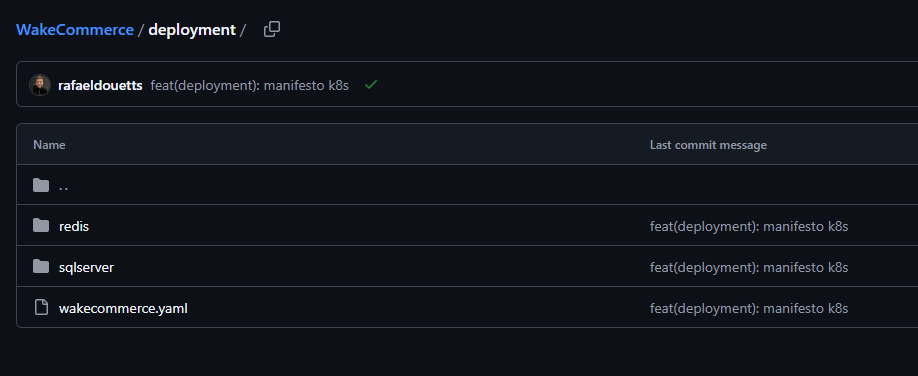 WakeCommerce / deployment /
rafaeldouetts feat(deployment): manifesto k8s
Name Last commit message
..
redis feat(deployment): manifesto k8s
sqlserver feat(deployment): manifesto k8s
wakecommerce.yaml feat(deployment): manifesto k8s